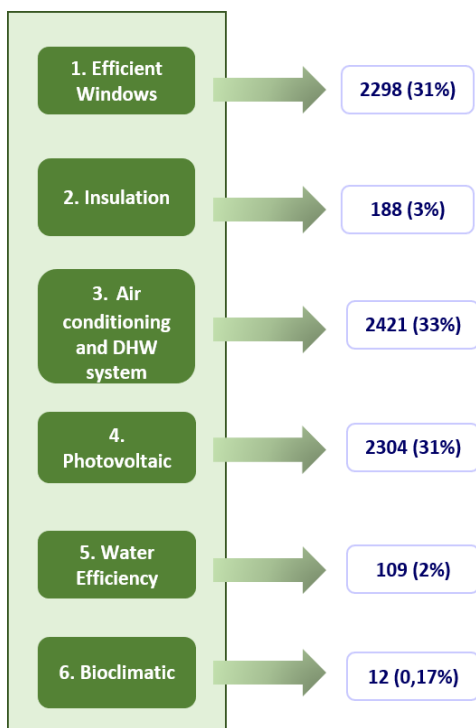 1. Efficient
Windows
2298 (31%)
2. Insulation
188 (3%)
3. Air
conditioning
and DHW
system
2421 (33%)
4.
Photovoltaic
2304 (31%)
5. Water
Efficiency
109 (2%)
6. Bioclimatic
12 (0,17%)